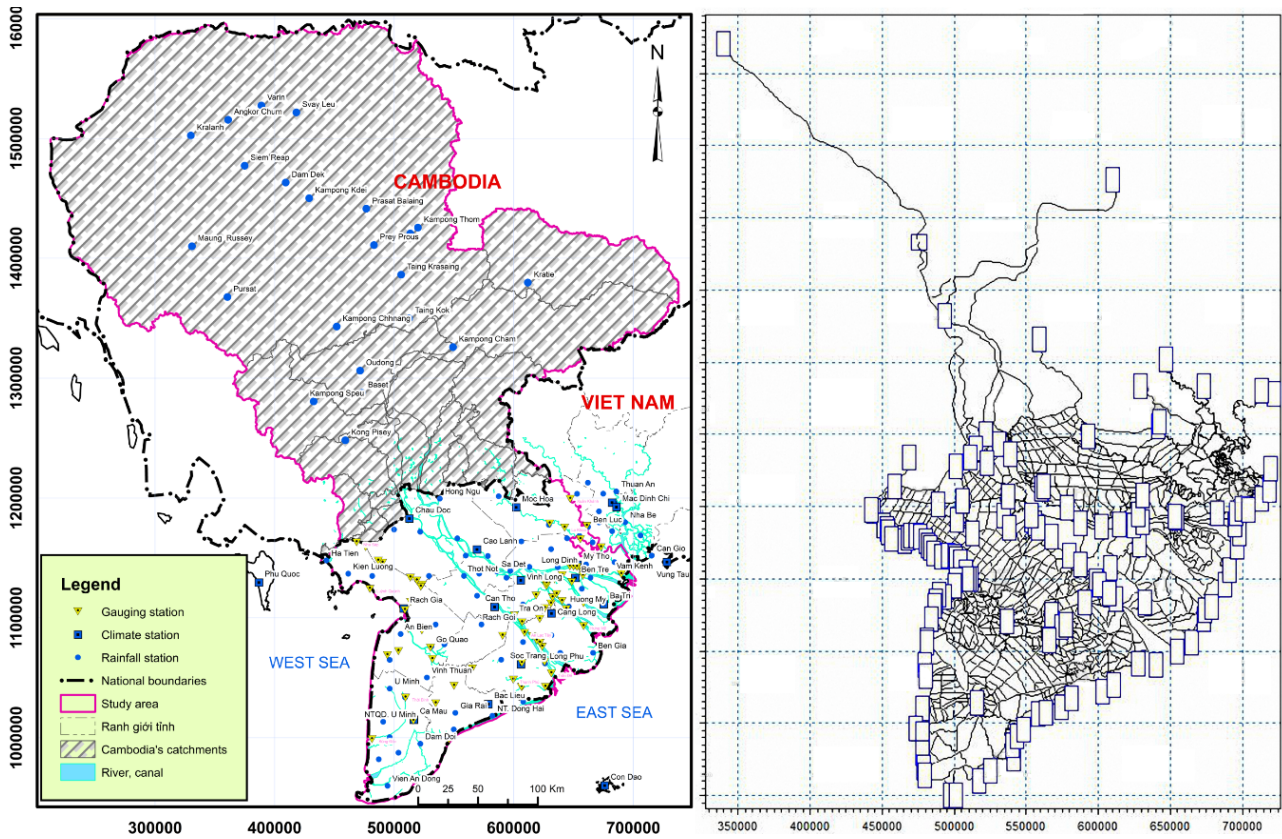 1600000
1500000
1400000
1300000
1200000
1100000
1000000
N
Varin
Svay Leu
Angkor Chum
Kralanh
Siem Reap
Dam Dek
CAMBODIA
Kampong Kdei
Prasat Balaing
Kampong Thom
Maung Russey
Prey Prous
Taing Krasaing
Kratie
Pursat
Taing Kok
Kampong Chhnang
Kampong Cham
Oudong
Baset
Kampong Speu
VIET NAM
Kong Pisey
Thuan An
Hong Ngu
Moc Hoa
Mac Dinh Chi
Chau Doc
Nha Be
Ben Luc
Cao Lanh
Can Gio
Ha Tien
Long Dinh
My Tho
Vam Kenh
Vung Tau
Kien Luong
Thot Not
Sa Det
Ben Tre
Phu Quoc
Vinh Long
Rach Gia
Can Tho
Tra On
Huong My
Ba Tri
Rach Goi
Cang Long
An Bien
Go Quao
Ben Gia
WEST SEA
Soc Trang
Long Phu
Vinh Thuan
U Minh
Bac Lieu
NTQD. U Minh
Ca Mau
Gia Rai
NT. Dong Hai
EAST SEA
Dam Doi
Vien An Dong
Con Dao
0 25 50 100 Km
Legend
Gauging station
Climate station
Rainfall station
National boundaries
Study area
Ranh giới tỉnh
Cambodia's catchments
River, canal
300000 400000 500000 600000 700000
350000 400000 450000 500000 550000 600000 650000 700000